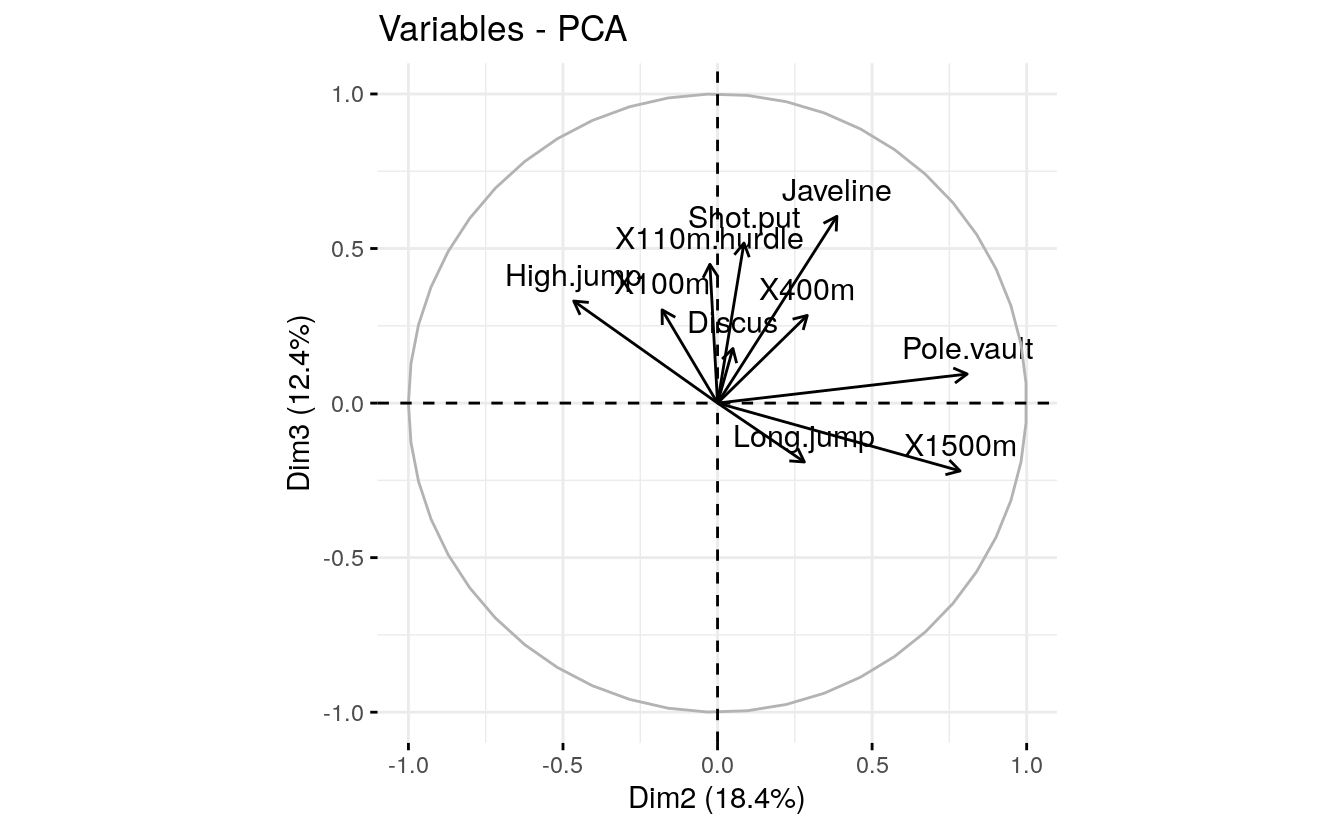 Variables - PCA
1.0
0.5
0.0
-0.5
-1.0
Dim3 (12.4%)
Javeline
Shot.put
X110m.hurdle
High.jump
X100m
X400m
Discus
Pole.vault
Long.jump
X1500m
-1.0
-0.5
0.0
0.5
1.0
Dim2 (18.4%)